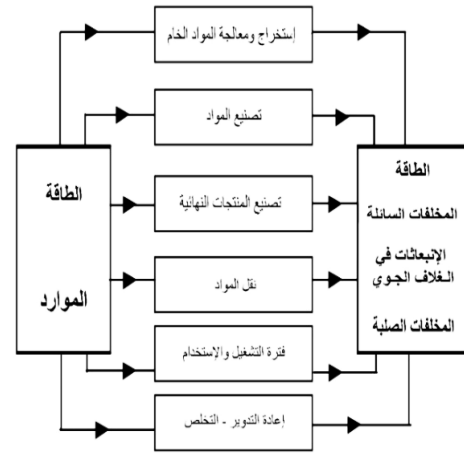 إستخراج ومعالجة المواد الخام
تصنيع المواد
تصنيع المنتجات النهائية
نقل المواد
فترة التشغيل والإستخدام
إعادة التدوير - التخلص
الطاقة
الموارد
الطاقة
المخلفات السائلة
الإنبعاثات في
الغلاف الجوي
المخلفات الصلبة